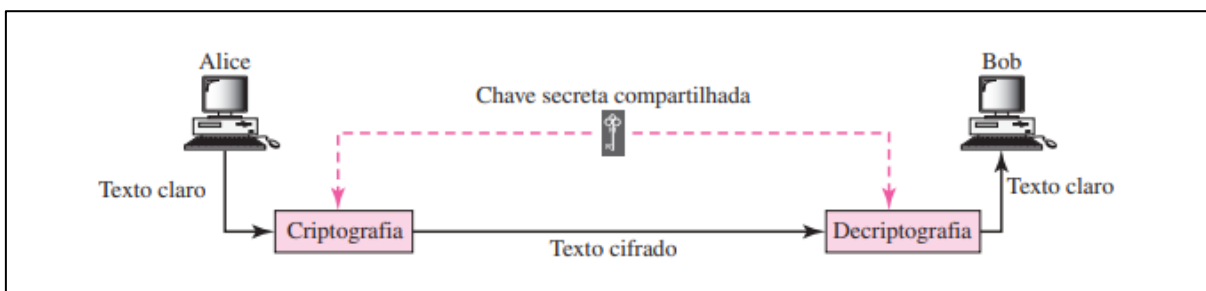 Alice
Bob
Chave secreta compartilhada
Texto claro
Texto claro
Criptografia
Decriptografia
Texto cifrado